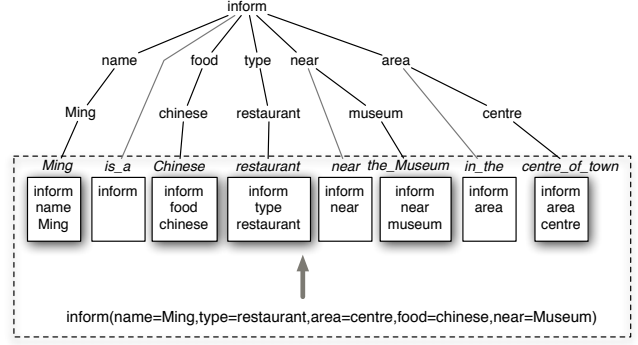 inform
name food type near area
Ming chinese restaurant museum centre
Ming is_a Chinese restaurant near the_Museum in_the centre_of_town
inform inform inform inform inform inform inform inform
name food type near near area area
Ming chinese restaurant museum centre
inform(name=Ming,type=restaurant,area=centre,food=chinese,near=Museum)